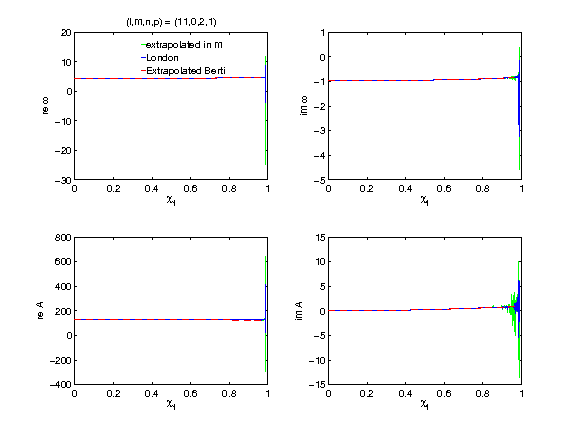 (l,m,n,p) = (11,0,2,1)
20
10
0
−10
−20
−30
re ω
0 0.2 0.4 0.6 0.8 1
χf
extrapolated in m
London
Extrapolated Berti
1
0
−1
−2
−3
−4
−5
im ω
0 0.2 0.4 0.6 0.8 1
χf
800
600
400
200
0
−200
−400
re A
0 0.2 0.4 0.6 0.8 1
χf
15
10
5
0
−5
−10
−15
im A
0 0.2 0.4 0.6 0.8 1
χf